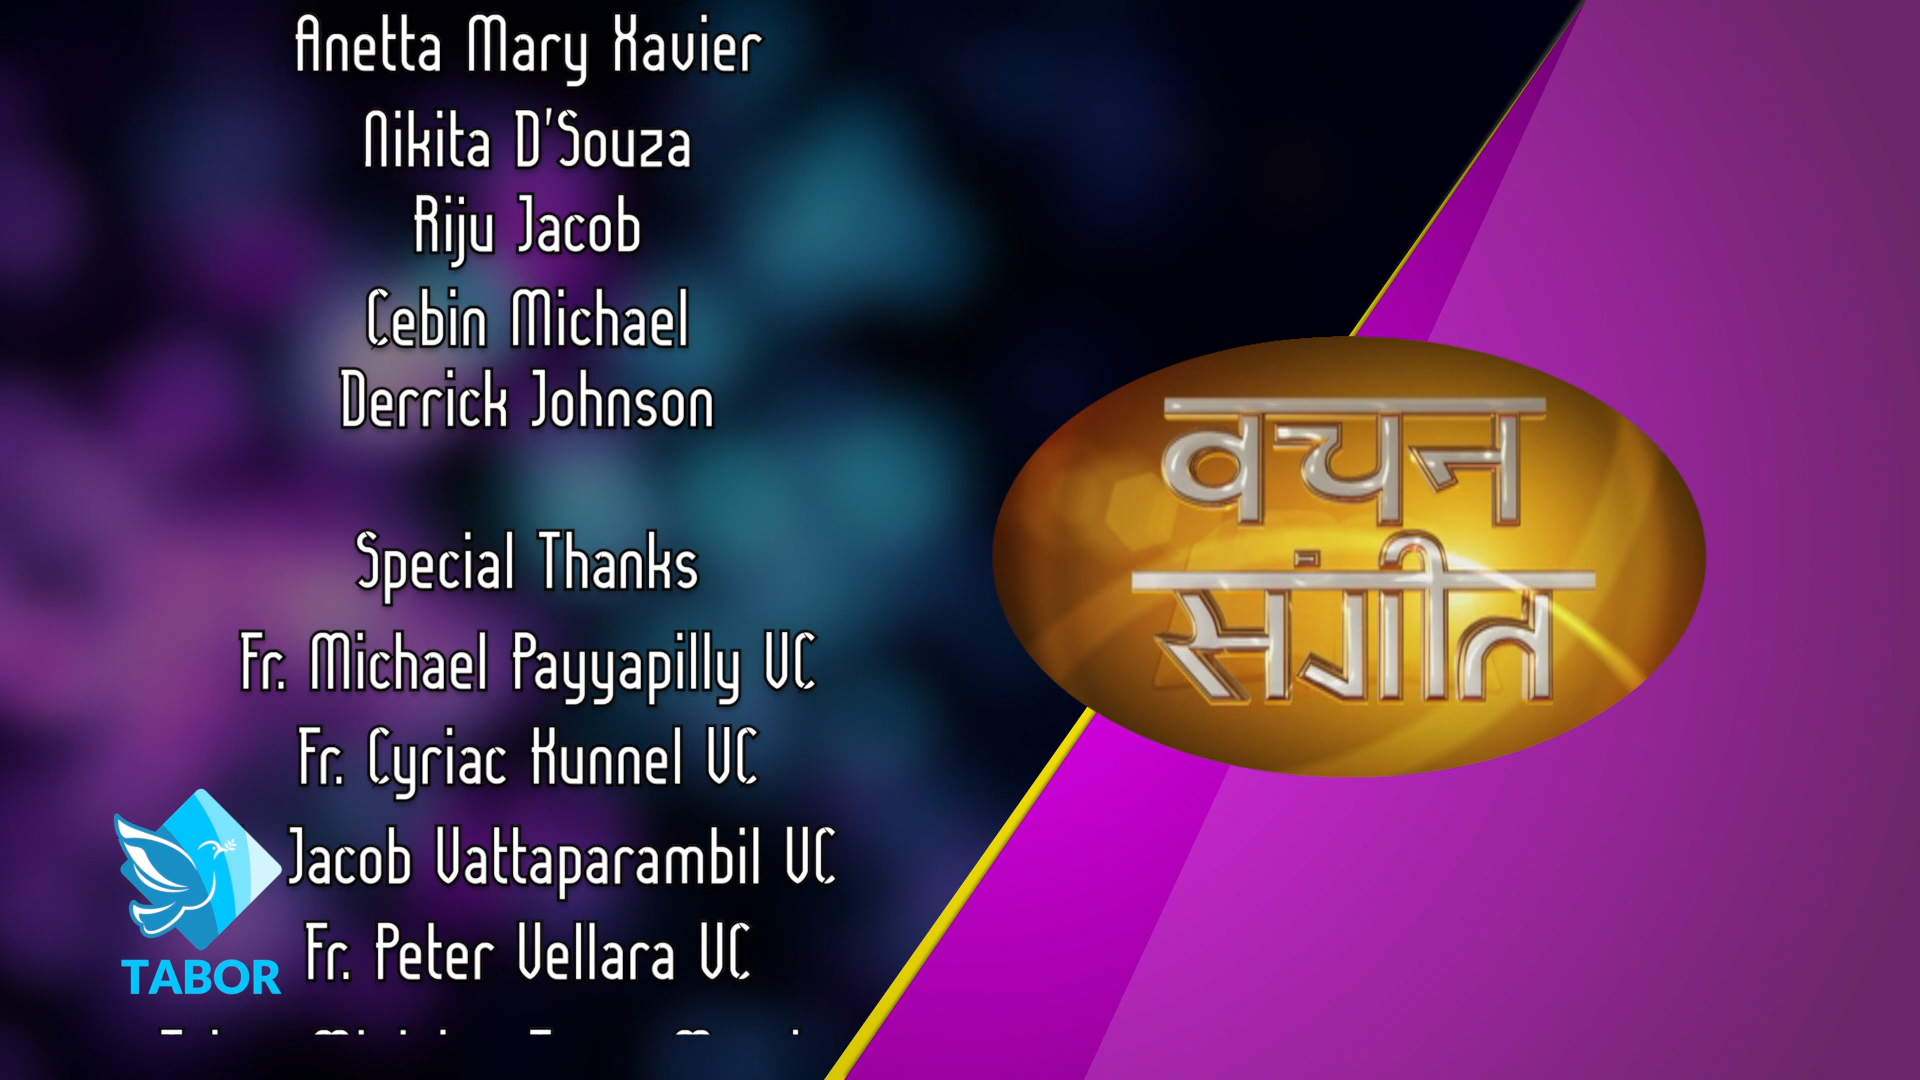 Anetta Mary Xavier
Nikita D'Souza
Riju Jacob
Cebin Michael
Derrick Johnson
Special Thanks
Fr. Michael Payyapilly VC
Fr. Cyriac Kunnel VC
Jacob Vattaparambil VC
Fr. Peter Vellara VC
TABOR
वचन
संगीत